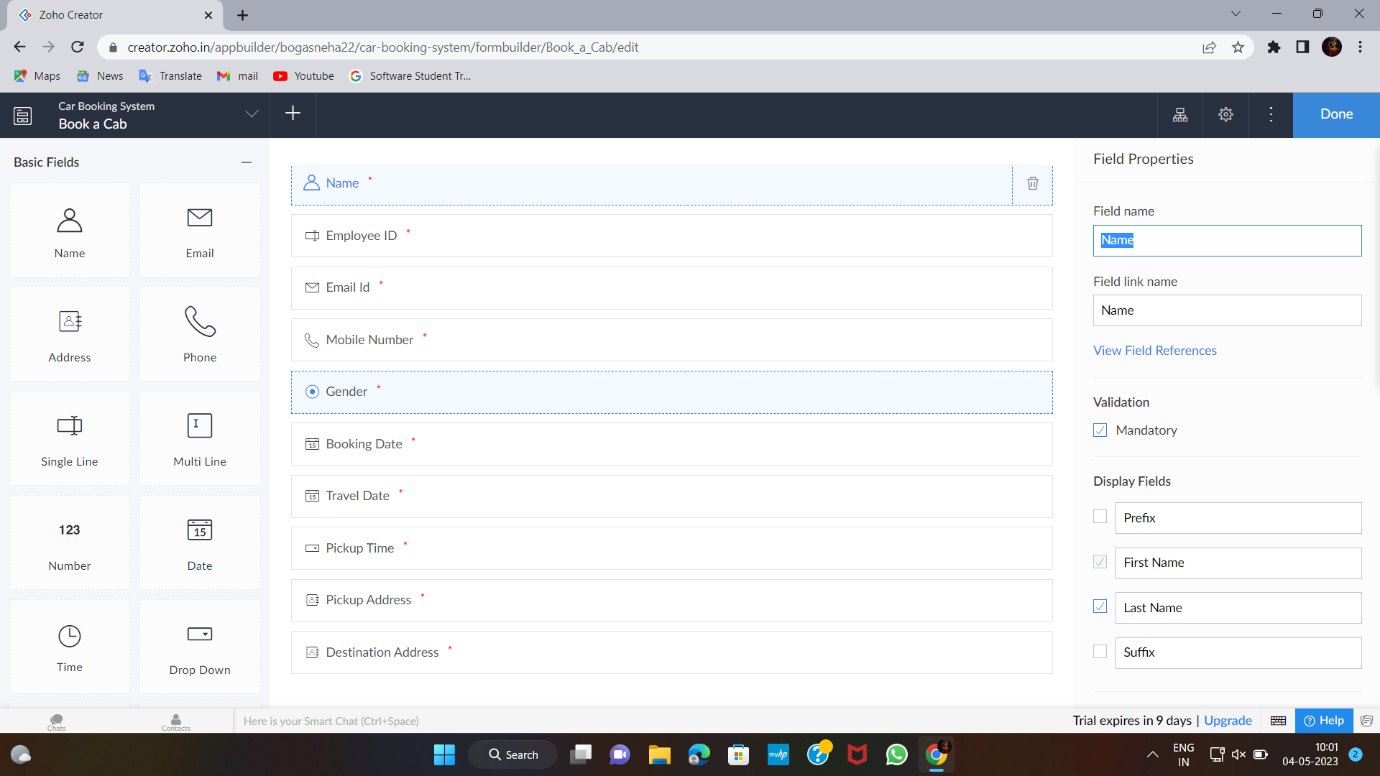 Zoho Creator
creator.zoho.in/appbuilder/bogasneha22/car-booking-system/formbuilder/Book_a_Cab/edit
Maps News Translate mail Youtube Software Student Tr...
Car Booking System
Book a Cab
Done
Basic Fields
Name
Email
Address
Phone
Single Line
Multi Line
123
Number
15
Date
Time
Drop Down
Name *
Employee ID *
Email Id *
Mobile Number *
Gender *
15 Booking Date *
15 Travel Date *
Pickup Time *
Pickup Address *
Destination Address *
Field Properties
Field name
Name
Field link name
Name
View Field References
Validation
Mandatory
Display Fields
Prefix
First Name
Last Name
Suffix
Chats
Contacts
Here is your Smart Chat (Ctrl+Space)
Trial expires in 9 days | Upgrade
Help
Search
myhp
ENG
IN
10:01
04-05-2023
2